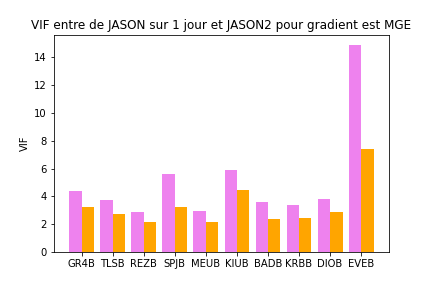 VIF entre de JASON sur 1 jour et JASON2 pour gradient est MGE
14
12
10
8
6
4
2
0
VIF
GR4B TLSB REZB SPJB MEUB KIUB BADB KRBB DIOB EVEB